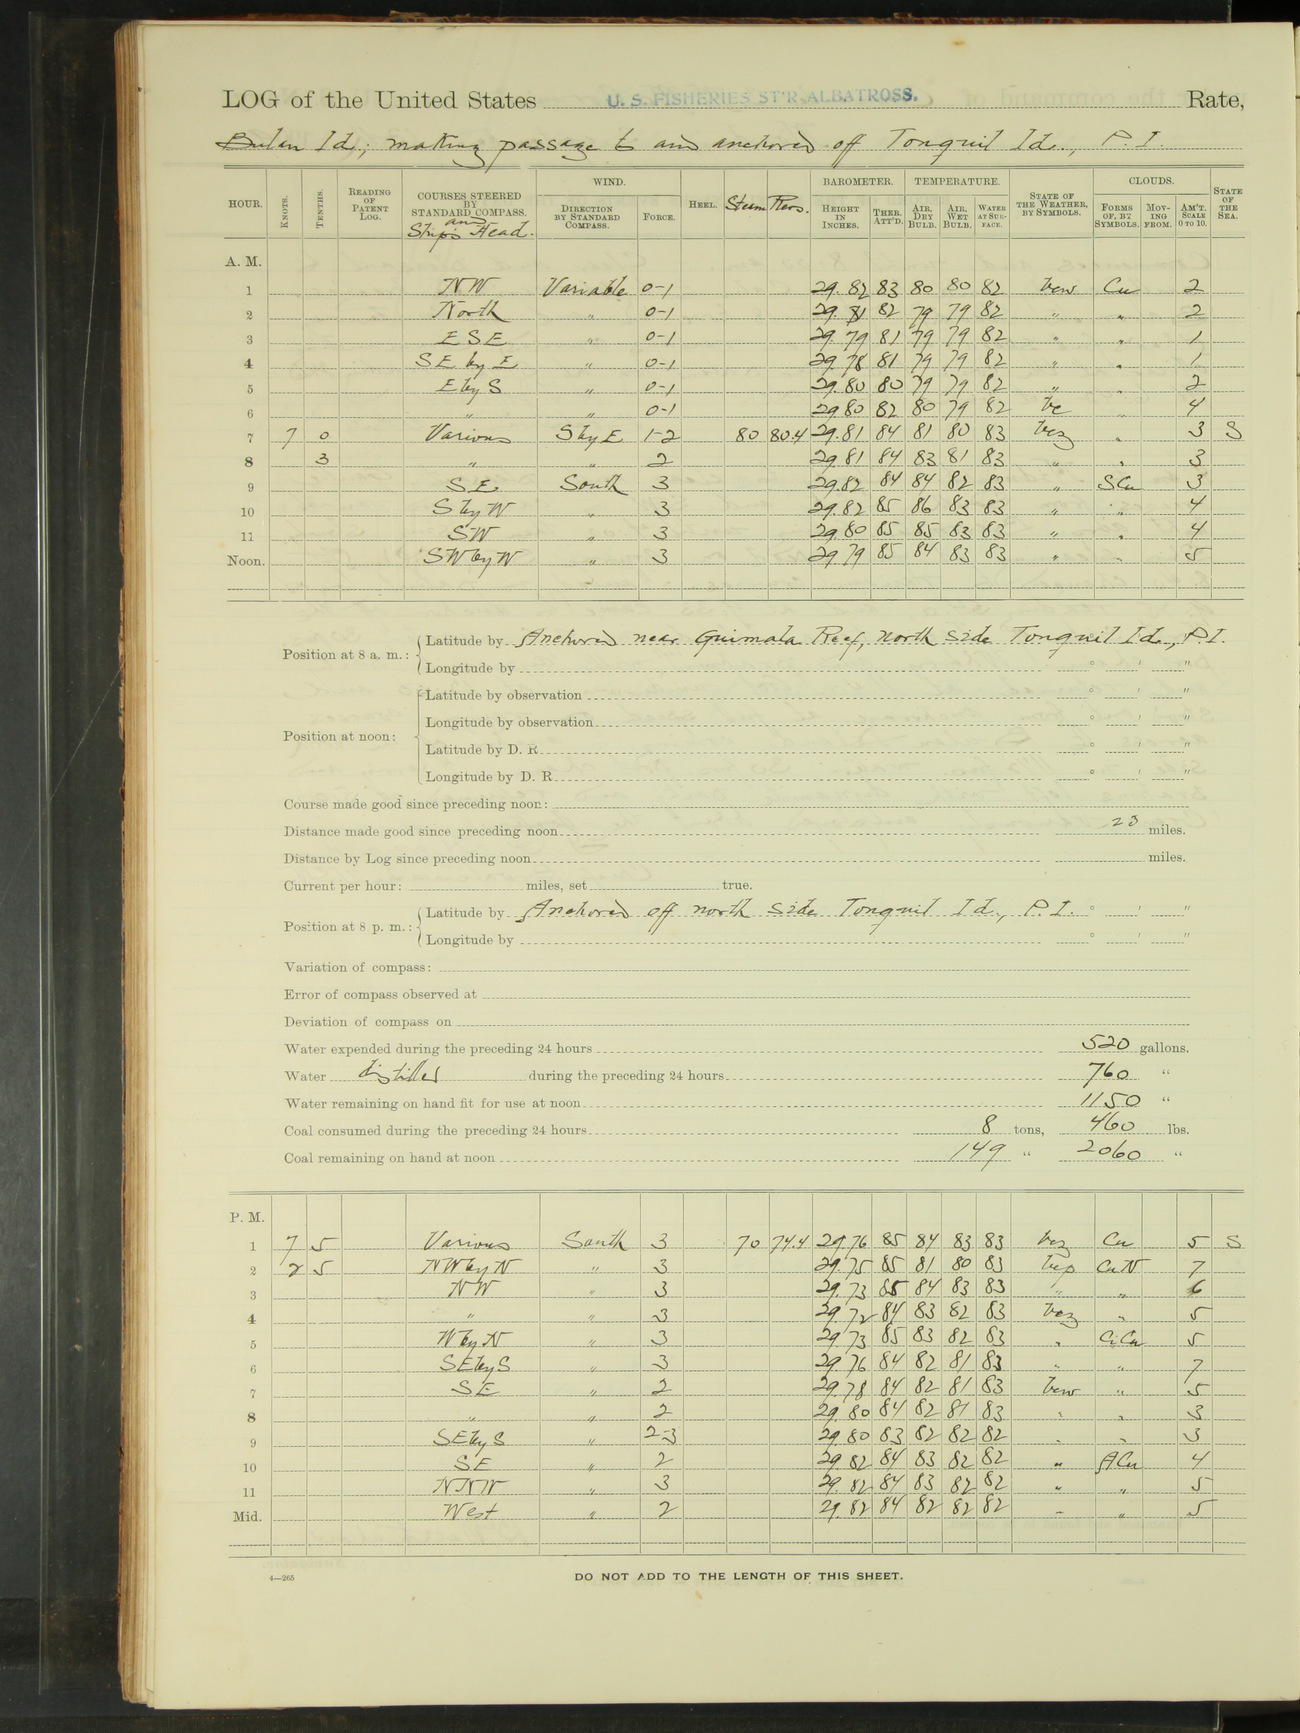 LOG of the United States U. S. FISHERIES ST'R ALBATROSS. Rate,
Bulan Id.; making passage to and anchored off Tonquil Id., P. I.
HOUR. KNOTS. TENTHS. READING OF PATENT LOG. COURSES STEERED BY STANDARD COMPASS. and Ship's Head. WIND. DIRECTION BY STANDARD COMPASS. FORCE. HEEL. Steam Revs. BAROMETER. HEIGHT IN INCHES. THER. ATT'D. TEMPERATURE. AIR, DRY BULB. AIR, WET BULB. WATER AT SURFACE. STATE OF THE WEATHER, BY SYMBOLS. CLOUDS. FORMS OF, BY SYMBOLS. MOVING FROM. AM'T. SCALE 0 TO 10. STATE OF THE SEA.
A. M.
1 NW Variable 0-1 29.82 83 80 80 82 bcw Cu 2
2 North " 0-1 29.81 82 79 79 82 " " 2
3 ESE " 0-1 29.79 81 79 79 82 " " 1
4 SE by E " 0-1 29.78 81 79 79 82 " " 1
5 E by S " 0-1 29.80 80 79 79 82 " " 2
6 " " 0-1 29.80 82 80 79 82 bc " 4
7 7 0 Various S by E 1-2 80 80.4 29.81 84 81 80 83 bcz " 3 S
8 3 " " 2 29.81 84 83 81 83 " " 3
9 SE South 3 29.82 84 84 82 83 " SCu 3
10 S by W " 3 29.82 85 86 83 83 " " 4
11 SW " 3 29.80 85 85 83 83 " " 4
Noon. SW by W " 3 29.79 85 84 83 83 " " 5
Position at 8 a. m.: Latitude by Anchored near Guimala Reef, north side Tonquil Id., P.I.
Longitude by ° ′ ″
Position at noon: Latitude by observation ° ′ ″
Longitude by observation ° ′ ″
Latitude by D. R. ° ′ ″
Longitude by D. R. ° ′ ″
Course made good since preceding noon:
Distance made good since preceding noon 23 miles.
Distance by Log since preceding noon miles.
Current per hour: miles, set true.
Position at 8 p. m.: Latitude by Anchored off north side Tonquil Id., P. I. ° ′ ″
Longitude by ° ′ ″
Variation of compass:
Error of compass observed at
Deviation of compass on
Water expended during the preceding 24 hours 520 gallons.
Water distilled during the preceding 24 hours 760 "
Water remaining on hand fit for use at noon 1150 "
Coal consumed during the preceding 24 hours 8 tons, 460 lbs.
Coal remaining on hand at noon 149 " 2060 "
P. M.
1 7 5 Various South 3 70 74.4 29.76 85 84 83 83 bcz Cu 5 S
2 2 5 NW by N " 3 29.75 85 81 80 83 bcp CuN 7
3 NW " 3 29.73 85 84 83 83 " " 6
4 " " 3 29.72 84 83 82 83 bcz " 5
5 W by N " 3 29.73 85 83 82 83 " CiCu 5
6 SE by S " 3 29.76 84 82 81 83 " " 7
7 SE " 2 29.78 84 82 81 83 bcw " 5
8 " " 2 29.80 84 82 81 83 " " 3
9 SE by S " 2-3 29.80 83 82 82 82 " " 3
10 SE " 2 29.82 84 83 82 82 " ACu 4
11 NNW " 3 29.82 84 83 82 82 " " 5
Mid. West " 2 29.82 84 82 82 82 " " 5
4—265 DO NOT ADD TO THE LENGTH OF THIS SHEET.